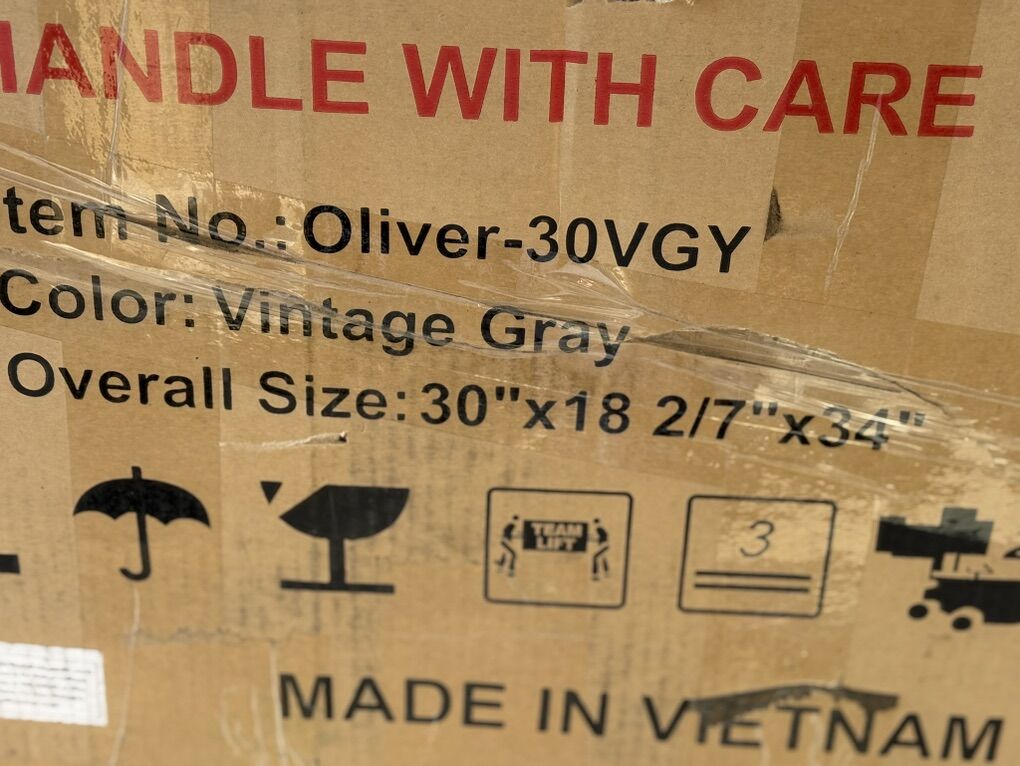 HANDLE WITH CARE
Item No.: Oliver-30VGY
Color: Vintage Gray
Overall Size: 30"x18 2/7"x34"
TEAM
LIFT
3
MADE IN VIETNAM